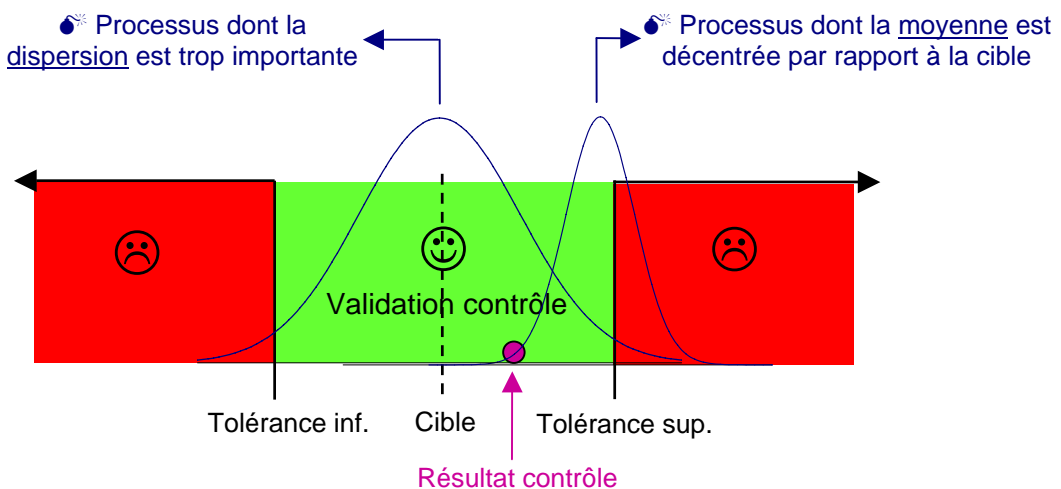 💣 Processus dont la
dispersion est trop importante
💣 Processus dont la moyenne est
décentrée par rapport à la cible
Validation contrôle
Tolérance inf.
Cible
Tolérance sup.
Résultat contrôle